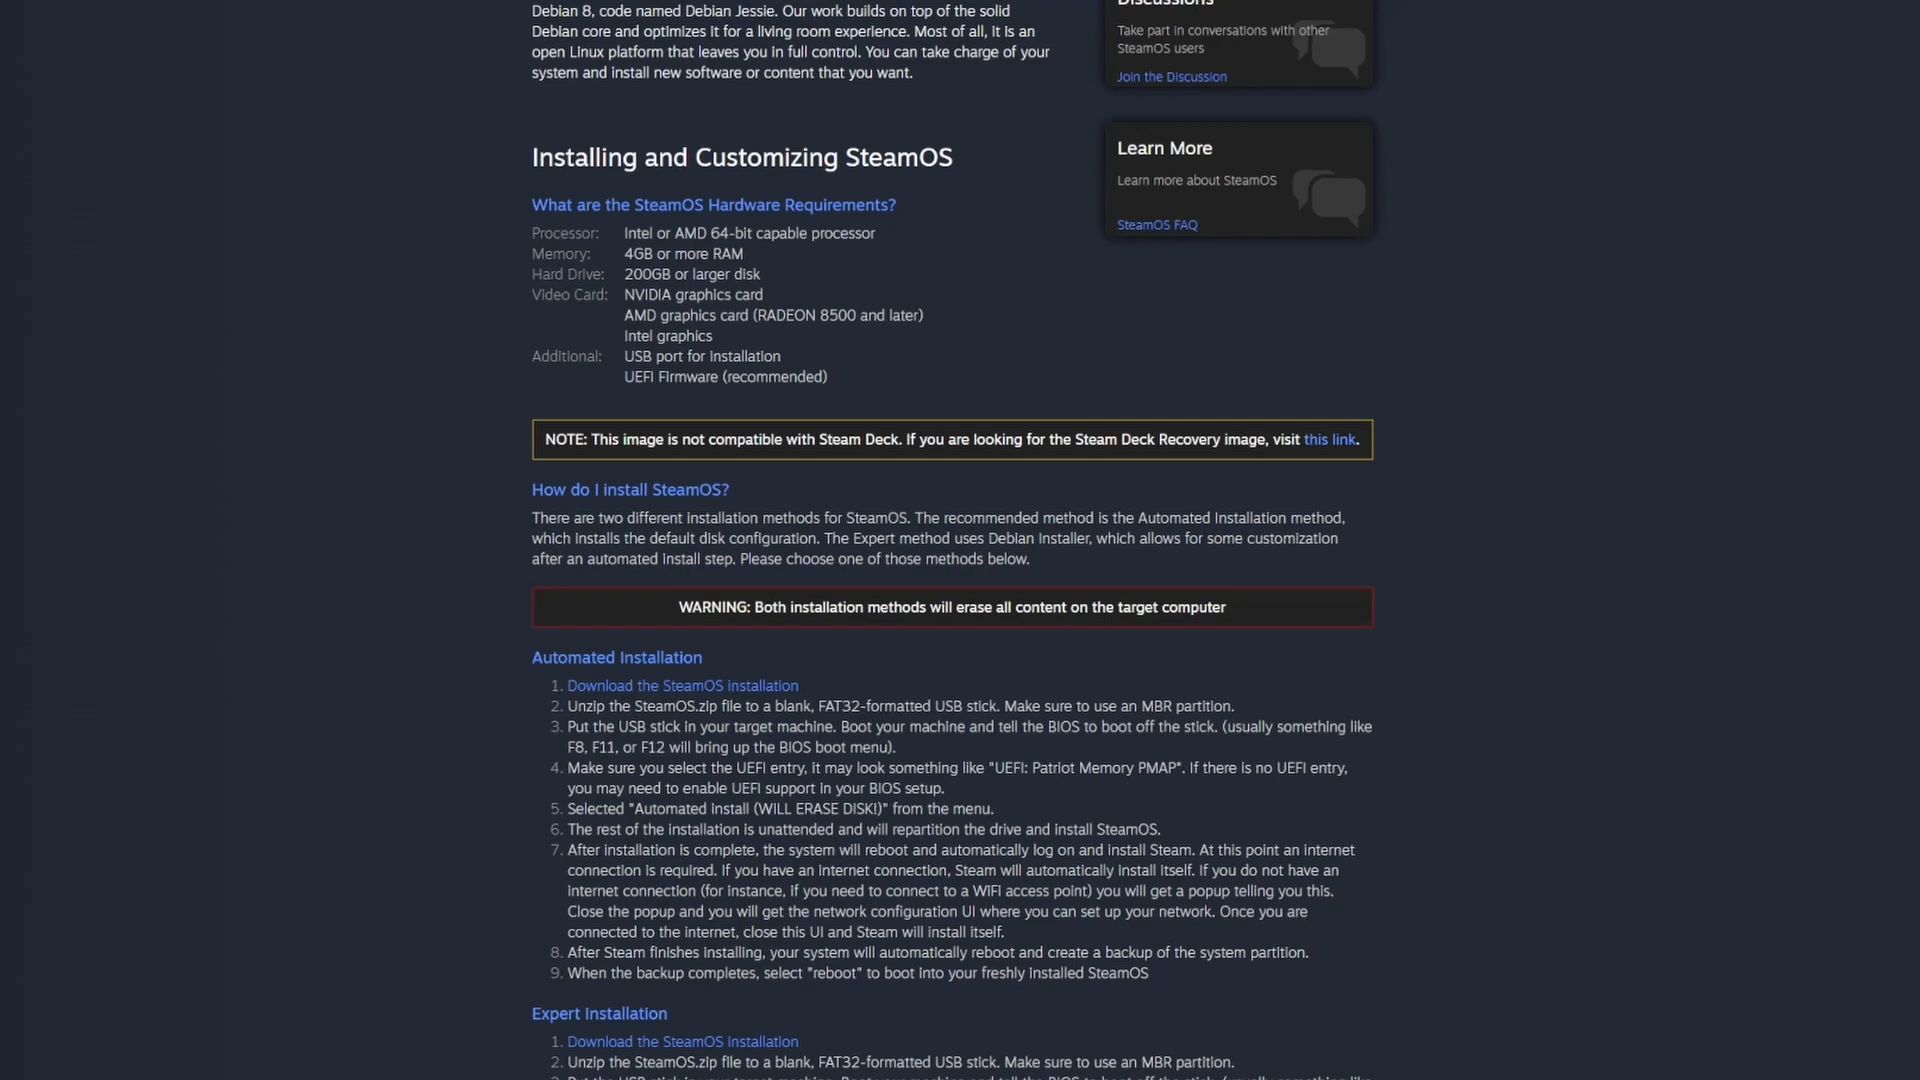 Debian 8, code named Debian Jessie. Our work builds on top of the solid
Debian core and optimizes it for a living room experience. Most of all, it is an
open Linux platform that leaves you in full control. You can take charge of your
system and install new software or content that you want.
Discussions
Take part in conversations with other
SteamOS users
Join the Discussion
Learn More
Learn more about SteamOS
SteamOS FAQ
Installing and Customizing SteamOS
What are the SteamOS Hardware Requirements?
Processor: Intel or AMD 64-bit capable processor
Memory: 4GB or more RAM
Hard Drive: 200GB or larger disk
Video Card: NVIDIA graphics card
AMD graphics card (RADEON 8500 and later)
Intel graphics
Additional: USB port for installation
UEFI Firmware (recommended)
NOTE: This image is not compatible with Steam Deck. If you are looking for the Steam Deck Recovery image, visit this link.
How do I install SteamOS?
There are two different installation methods for SteamOS. The recommended method is the Automated Installation method,
which installs the default disk configuration. The Expert method uses Debian Installer, which allows for some customization
after an automated install step. Please choose one of those methods below.
WARNING: Both installation methods will erase all content on the target computer
Automated Installation
1. Download the SteamOS installation
2. Unzip the SteamOS.zip file to a blank, FAT32-formatted USB stick. Make sure to use an MBR partition.
3. Put the USB stick in your target machine. Boot your machine and tell the BIOS to boot off the stick. (usually something like
F8, F11, or F12 will bring up the BIOS boot menu).
4. Make sure you select the UEFI entry, it may look something like "UEFI: Patriot Memory PMAP". If there is no UEFI entry,
you may need to enable UEFI support in your BIOS setup.
5. Selected "Automated install (WILL ERASE DISK!)" from the menu.
6. The rest of the installation is unattended and will repartition the drive and install SteamOS.
7. After installation is complete, the system will reboot and automatically log on and install Steam. At this point an internet
connection is required. If you have an internet connection, Steam will automatically install itself. If you do not have an
internet connection (for instance, if you need to connect to a WIFI access point) you will get a popup telling you this.
Close the popup and you will get the network configuration UI where you can set up your network. Once you are
connected to the internet, close this UI and Steam will install itself.
8. After Steam finishes installing, your system will automatically reboot and create a backup of the system partition.
9. When the backup completes, select "reboot" to boot into your freshly installed SteamOS
Expert Installation
1. Download the SteamOS installation
2. Unzip the SteamOS.zip file to a blank, FAT32-formatted USB stick. Make sure to use an MBR partition.
3. Put the USB stick in your target machine. Boot your machine and tell the BIOS to boot off the stick. (usually something like